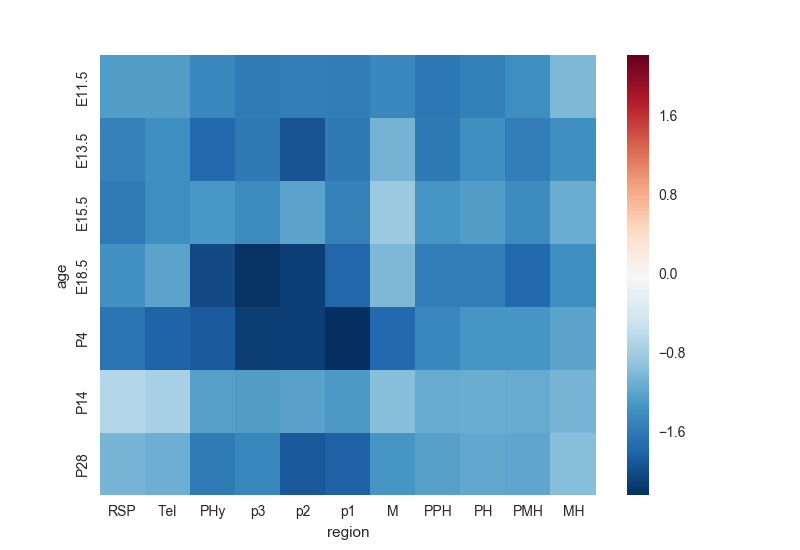 E11.5
E13.5
E15.5
E18.5
P4
P14
P28
age
RSP Tel PHy p3 p2 p1 M PPH PH PMH MH
region
1.6
0.8
0.0
−0.8
−1.6